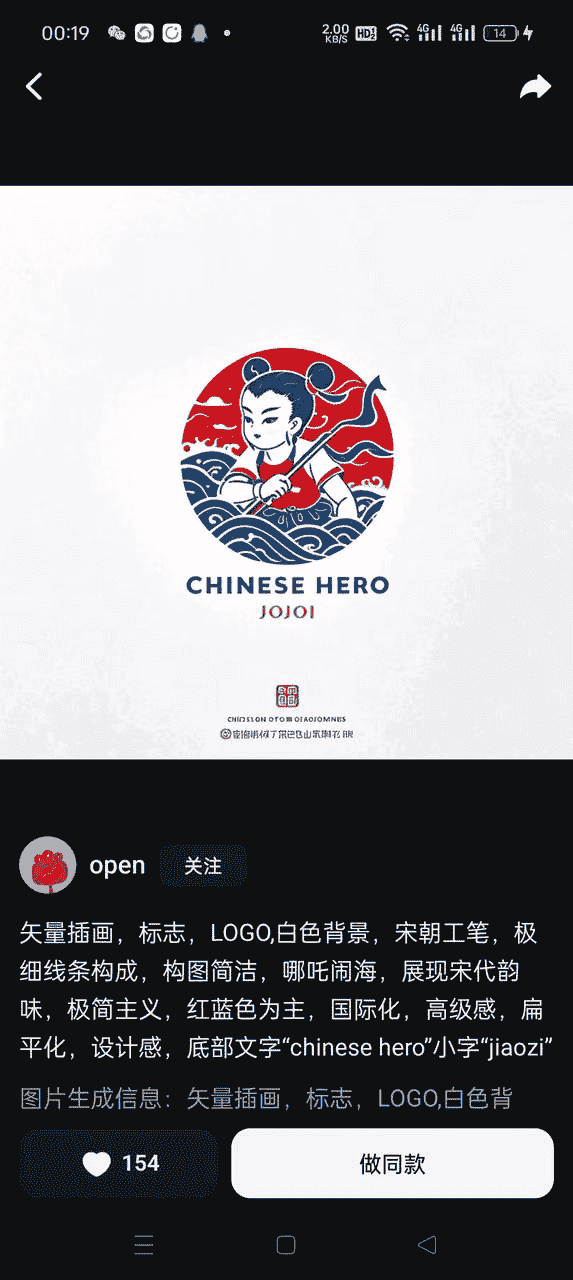 00:19
2.00 KB/S
HD
4G
4G
14
CHINESE HERO
JOJOI
open
关注
矢量插画，标志，LOGO,白色背景，宋朝工笔，极
细线条构成，构图简洁，哪吒闹海，展现宋代韵
味，极简主义，红蓝色为主，国际化，高级感，扁
平化，设计感，底部文字“chinese hero”小字“jiaozi”
图片生成信息：矢量插画，标志，LOGO,白色背
154
做同款